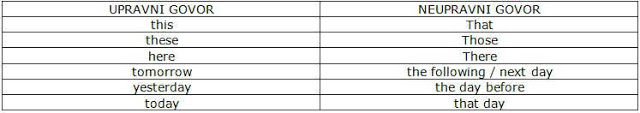 UPRAVNI GOVOR NEUPRAVNI GOVOR
this That
these Those
here There
tomorrow the following / next day
yesterday the day before
today that day